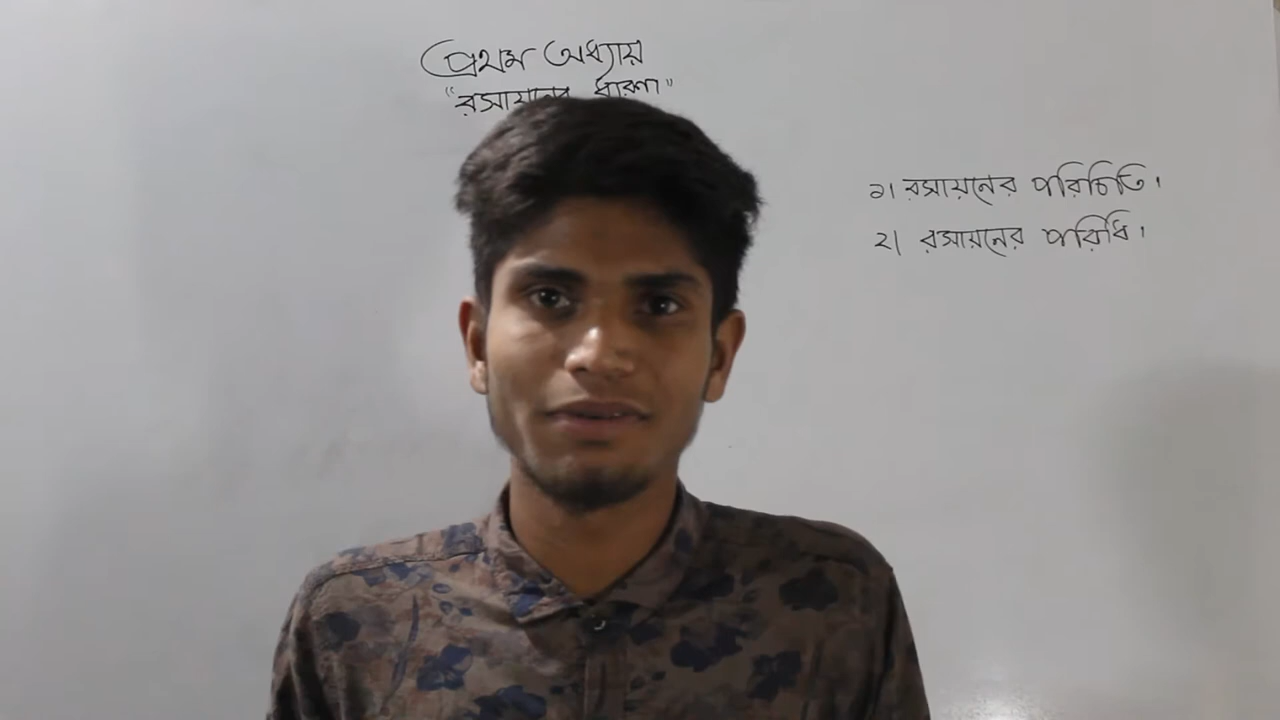 প্রথম অধ্যায়
"রসায়নের ধারণা"
১। রসায়নের পরিচিতি।
২। রসায়নের পরিধি।